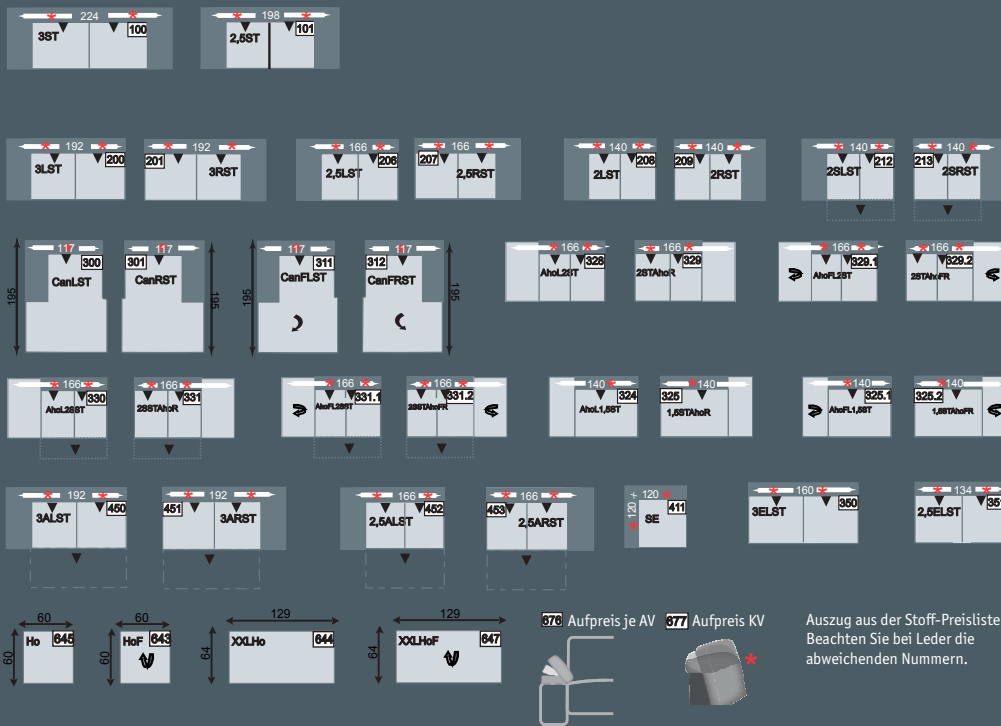 224 198
3ST 100 2,5ST 101
192 192 166 166 140 140 140 140
3LST 200 201 3RST 2,5LST 206 207 2,5RST 2LST 208 209 2RST 2SLST 212 213 2SRST
117 117 117 117 166 166 166 166
195 CanLST 300 301 CanRST 195 195 CanFLST 311 312 CanFRST 195 AhoL2ST 328 2STAhoR 329 AhoFL2ST 329.1 2STAhoFR 329.2
166 166 166 166 140 140 140 140
AhoL2SST 330 2SSTAhoR 331 AhoFL2SST 331.1 2SSTAhoFR 331.2 AhoL1,5ST 324 325 1,5STAhoR AhoFL1,5ST 325.1 325.2 1,5STAhoFR
192 192 166 166 120 + 120 160 134
3ALST 450 451 3ARST 2,5ALST 452 453 2,5ARST SE 411 3ELST 350 2,5ELST 351
60 60 129 129
60 Ho 645 60 HoF 643 64 XXLHo 644 64 XXLHoF 647
676 Aufpreis je AV 677 Aufpreis KV
Auszug aus der Stoff-Preisliste
Beachten Sie bei Leder die
abweichenden Nummern.